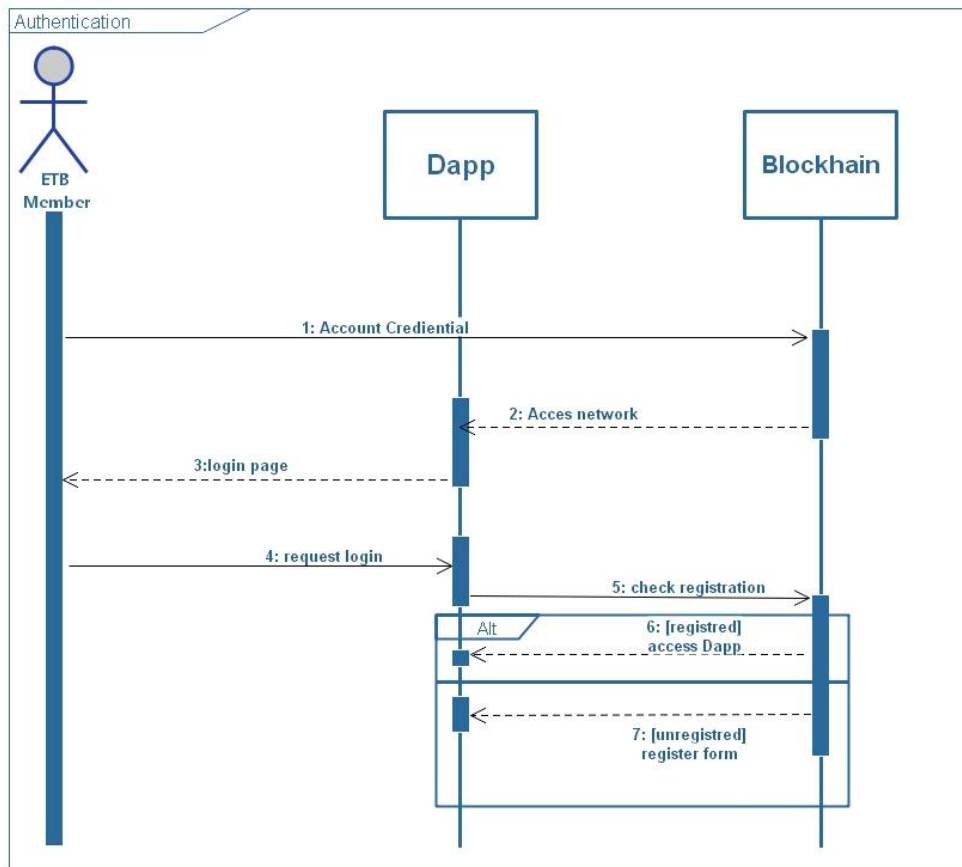 Authentication
ETB
Member
Dapp
Blockhain
1: Account Crediential
2: Acces network
3:login page
4: request login
5: check registration
Alt
6: [registred]
access Dapp
7: [unregistred]
register form